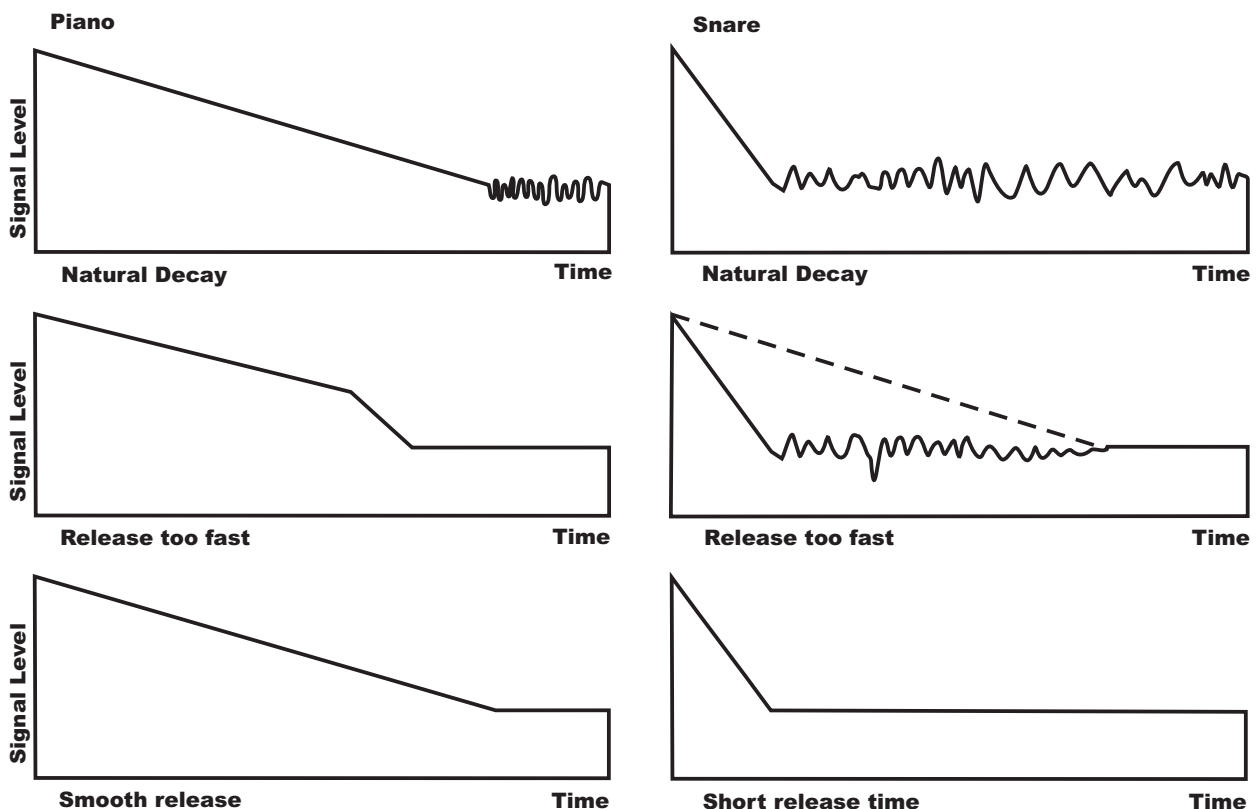 Piano
Snare
Signal Level
Natural Decay
Time
Natural Decay
Time
Signal Level
Release too fast
Time
Release too fast
Time
Signal Level
Smooth release
Time
Short release time
Time